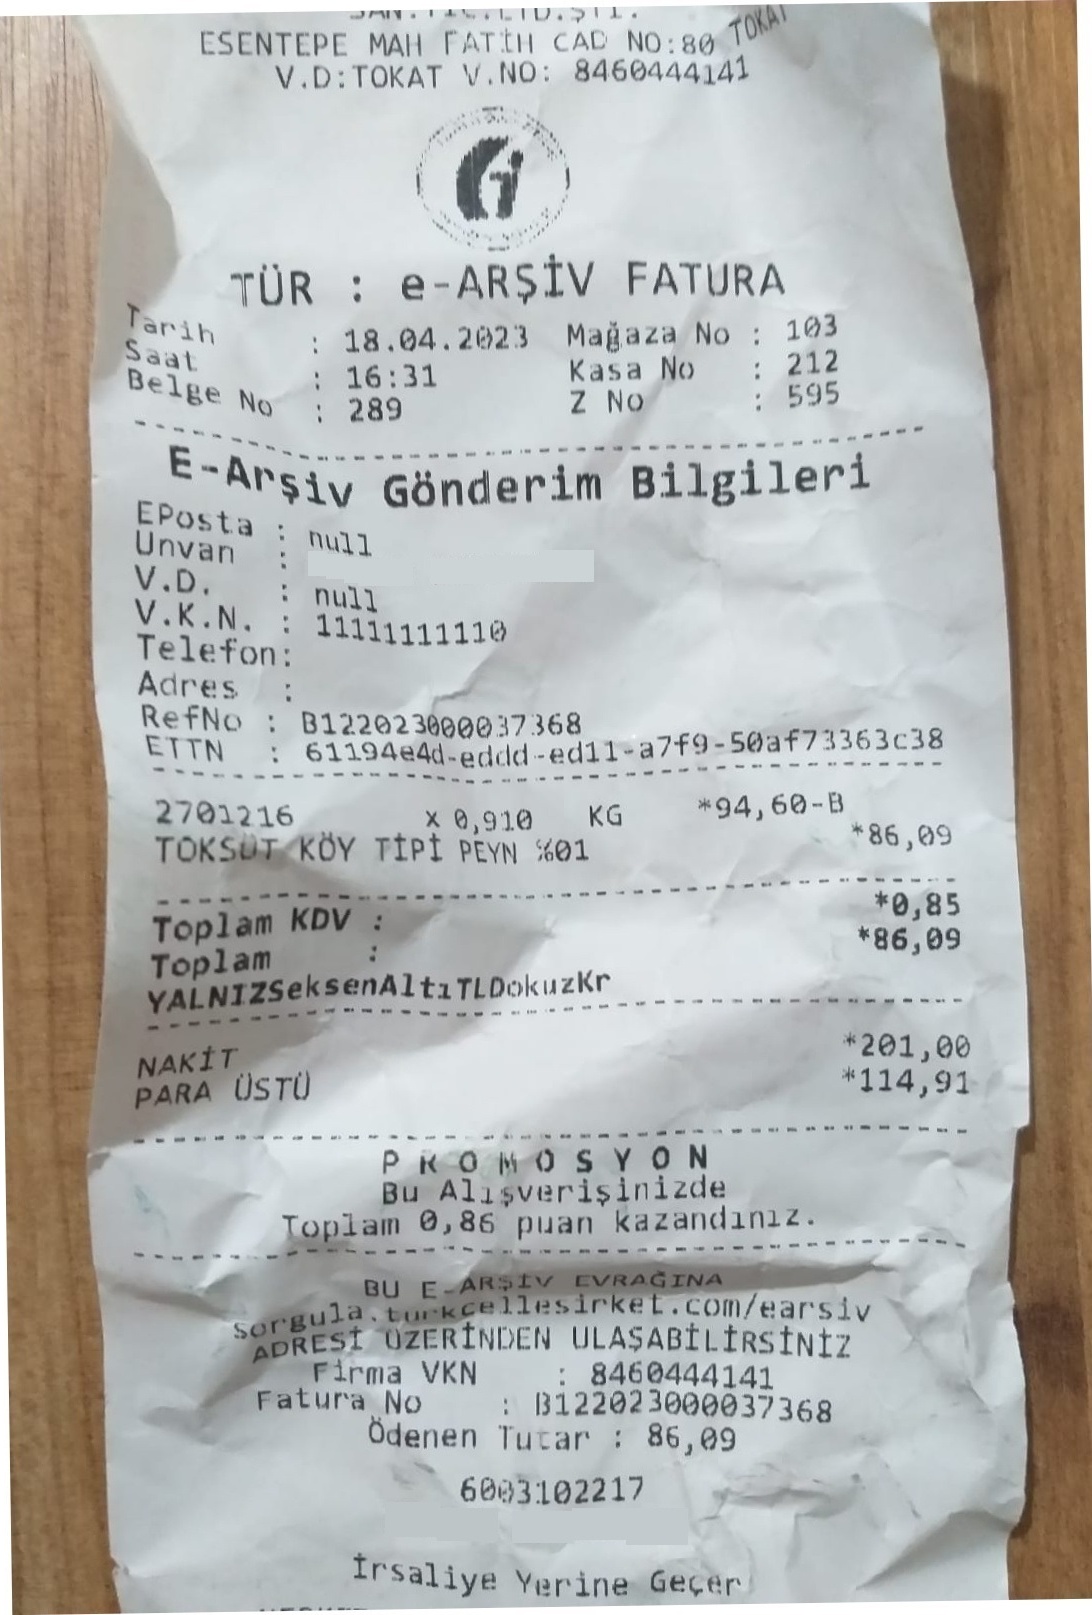 SAN.TİC.LTD.ŞTİ.
ESENTEPE MAH FATİH CAD NO:80 TOKAT
V.D:TOKAT V.NO: 8460444141
TÜR : e-ARŞİV FATURA
Tarih : 18.04.2023 Mağaza No : 103
Saat : 16:31 Kasa No : 212
Belge No : 289 Z No : 595
E-Arşiv Gönderim Bilgileri
EPosta : null
Unvan :
V.D. : null
V.K.N. : 11111111110
Telefon:
Adres :
RefNo : B122023000037368
ETTN : 61194e4d-eddd-ed11-a7f9-50af73363c38
2701216 X 0,910 KG *94,60-B
TOKSÜT KÖY TİPİ PEYN %01 *86,09
Toplam KDV : *0,85
Toplam : *86,09
YALNIZSeksenAltıTLDokuzKr
NAKİT *201,00
PARA ÜSTÜ *114,91
P R O M O S Y O N
Bu Alışverişinizde
Toplam 0,86 puan kazandınız.
BU E-ARŞİV EVRAĞINA
sorgula.turkcellesirket.com/earsiv
ADRESİ ÜZERİNDEN ULAŞABİLİRSİNİZ
Firma VKN : 8460444141
Fatura No : B122023000037368
Ödenen Tutar : 86,09
6003102217
İrsaliye Yerine Geçer